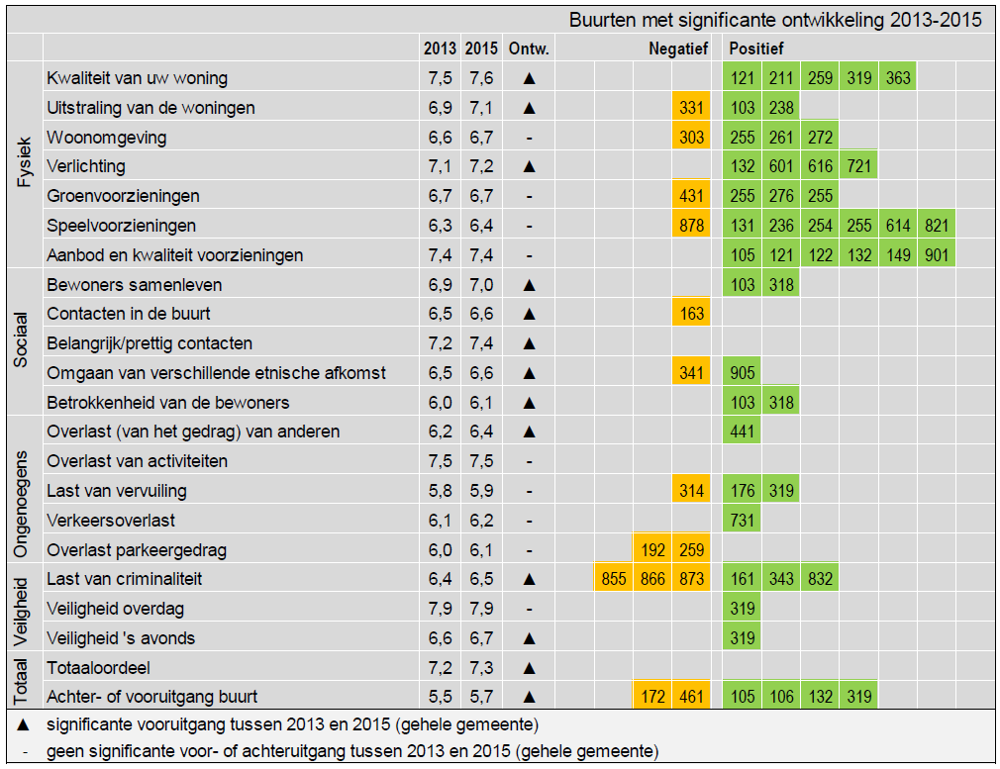 Buurten met significante ontwikkeling 2013-2015
2013 2015 Ontw. Negatief Positief
Fysiek
Kwaliteit van uw woning 7,5 7,6 ▲ 121 211 259 319 363
Uitstraling van de woningen 6,9 7,1 ▲ 331 103 238
Woonomgeving 6,6 6,7 - 303 255 261 272
Verlichting 7,1 7,2 ▲ 132 601 616 721
Groenvoorzieningen 6,7 6,7 - 431 255 276 255
Speelvoorzieningen 6,3 6,4 - 878 131 236 254 255 614 821
Aanbod en kwaliteit voorzieningen 7,4 7,4 - 105 121 122 132 149 901
Sociaal
Bewoners samenleven 6,9 7,0 ▲ 103 318
Contacten in de buurt 6,5 6,6 ▲ 163
Belangrijk/prettig contacten 7,2 7,4 ▲
Omgaan van verschillende etnische afkomst 6,5 6,6 ▲ 341 905
Betrokkenheid van de bewoners 6,0 6,1 ▲ 103 318
Ongenoegens
Overlast (van het gedrag) van anderen 6,2 6,4 ▲ 441
Overlast van activiteiten 7,5 7,5 -
Last van vervuiling 5,8 5,9 - 314 176 319
Verkeersoverlast 6,1 6,2 - 731
Overlast parkeergedrag 6,0 6,1 - 192 259
Veilgheid
Last van criminaliteit 6,4 6,5 ▲ 855 866 873 161 343 832
Veiligheid overdag 7,9 7,9 - 319
Veiligheid 's avonds 6,6 6,7 ▲ 319
Totaal
Totaaloordeel 7,2 7,3 ▲
Achter- of vooruitgang buurt 5,5 5,7 ▲ 172 461 105 106 132 319
▲ significante vooruitgang tussen 2013 en 2015 (gehele gemeente)
- geen significante voor- of achteruitgang tussen 2013 en 2015 (gehele gemeente)